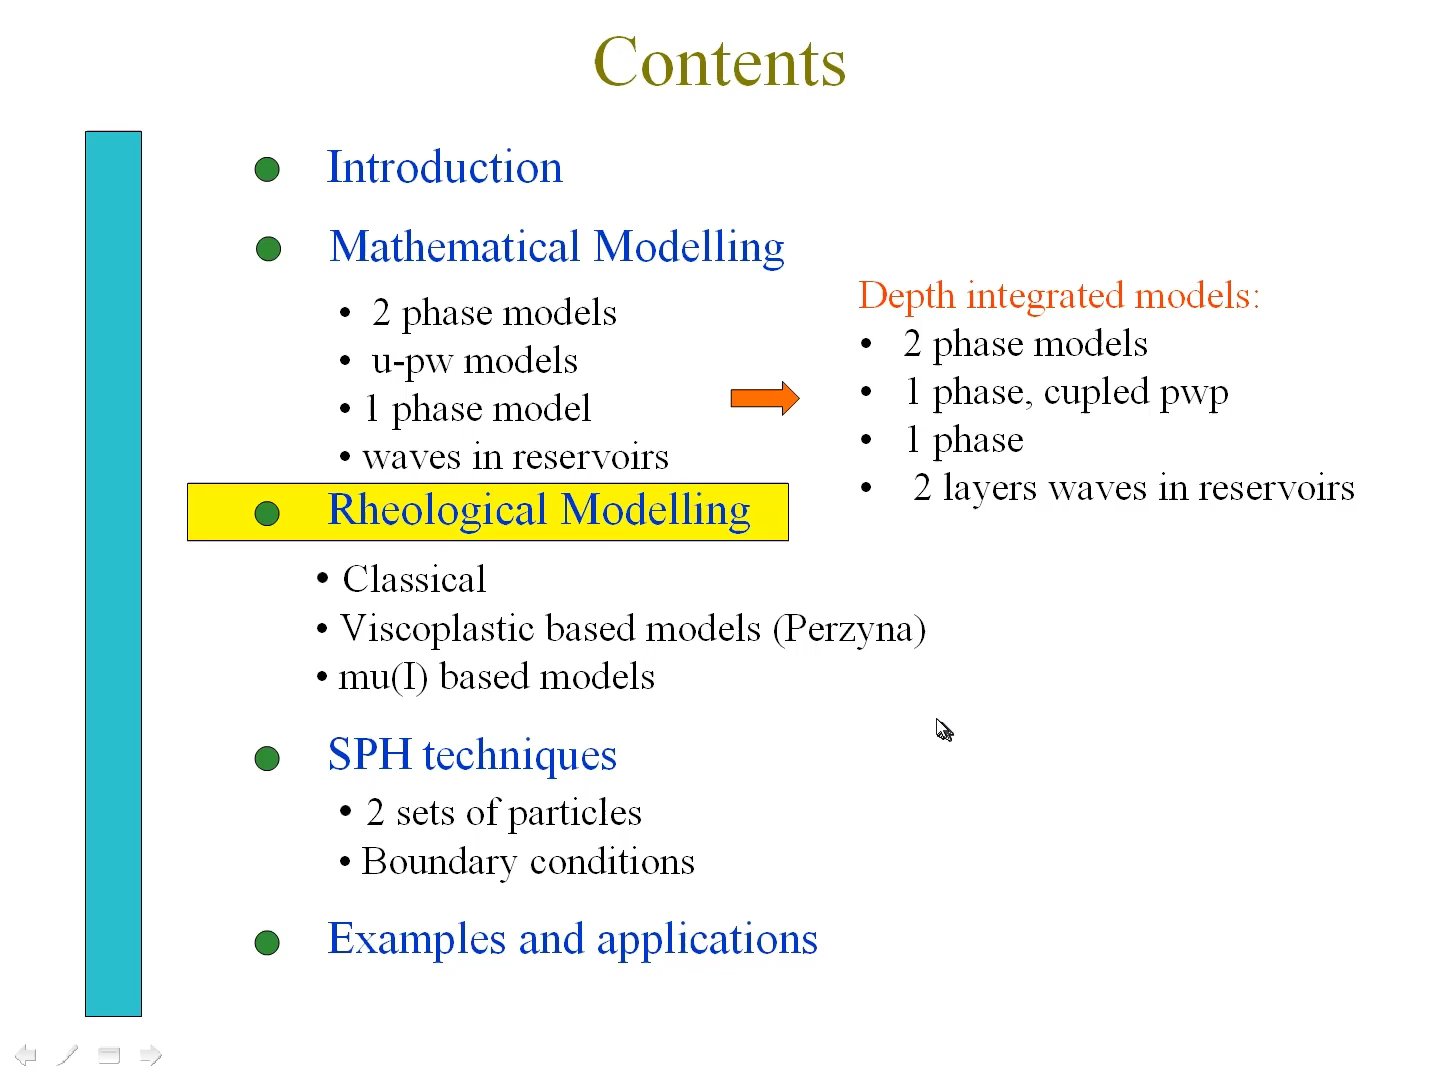 Contents
Introduction
Mathematical Modelling
• 2 phase models
• u-pw models
• 1 phase model
• waves in reservoirs
Depth integrated models:
• 2 phase models
• 1 phase, cupled pwp
• 1 phase
• 2 layers waves in reservoirs
Rheological Modelling
• Classical
• Viscoplastic based models (Perzyna)
• mu(I) based models
SPH techniques
• 2 sets of particles
• Boundary conditions
Examples and applications